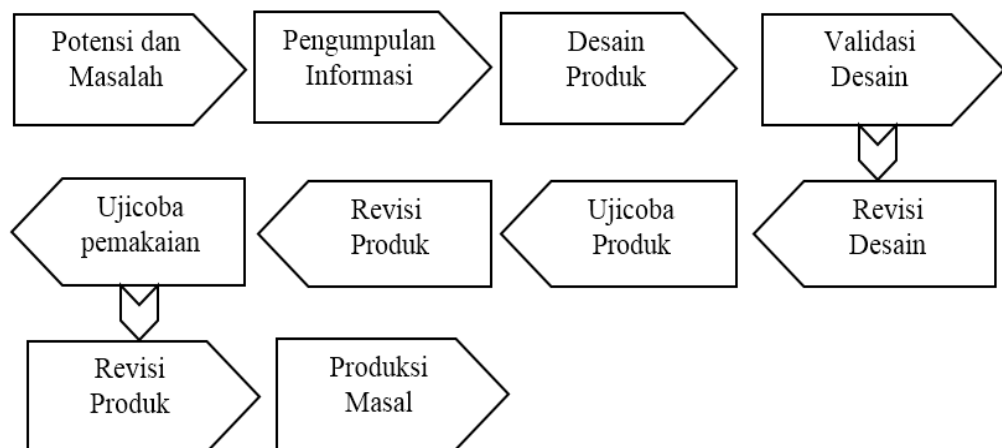 Potensi dan
Masalah
Pengumpulan
Informasi
Desain
Produk
Validasi
Desain
Revisi
Desain
Ujicoba
Produk
Revisi
Produk
Ujicoba
pemakaian
Revisi
Produk
Produksi
Masal